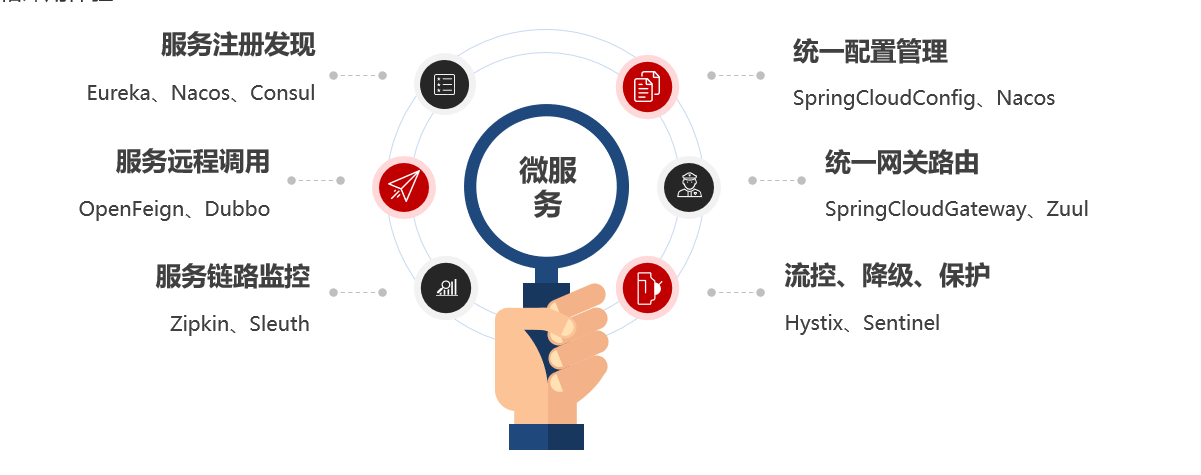 服务注册发现
Eureka、Nacos、Consul
服务远程调用
OpenFeign、Dubbo
服务链路监控
Zipkin、Sleuth
微服
务
统一配置管理
SpringCloudConfig、Nacos
统一网关路由
SpringCloudGateway、Zuul
流控、降级、保护
Hystix、Sentinel